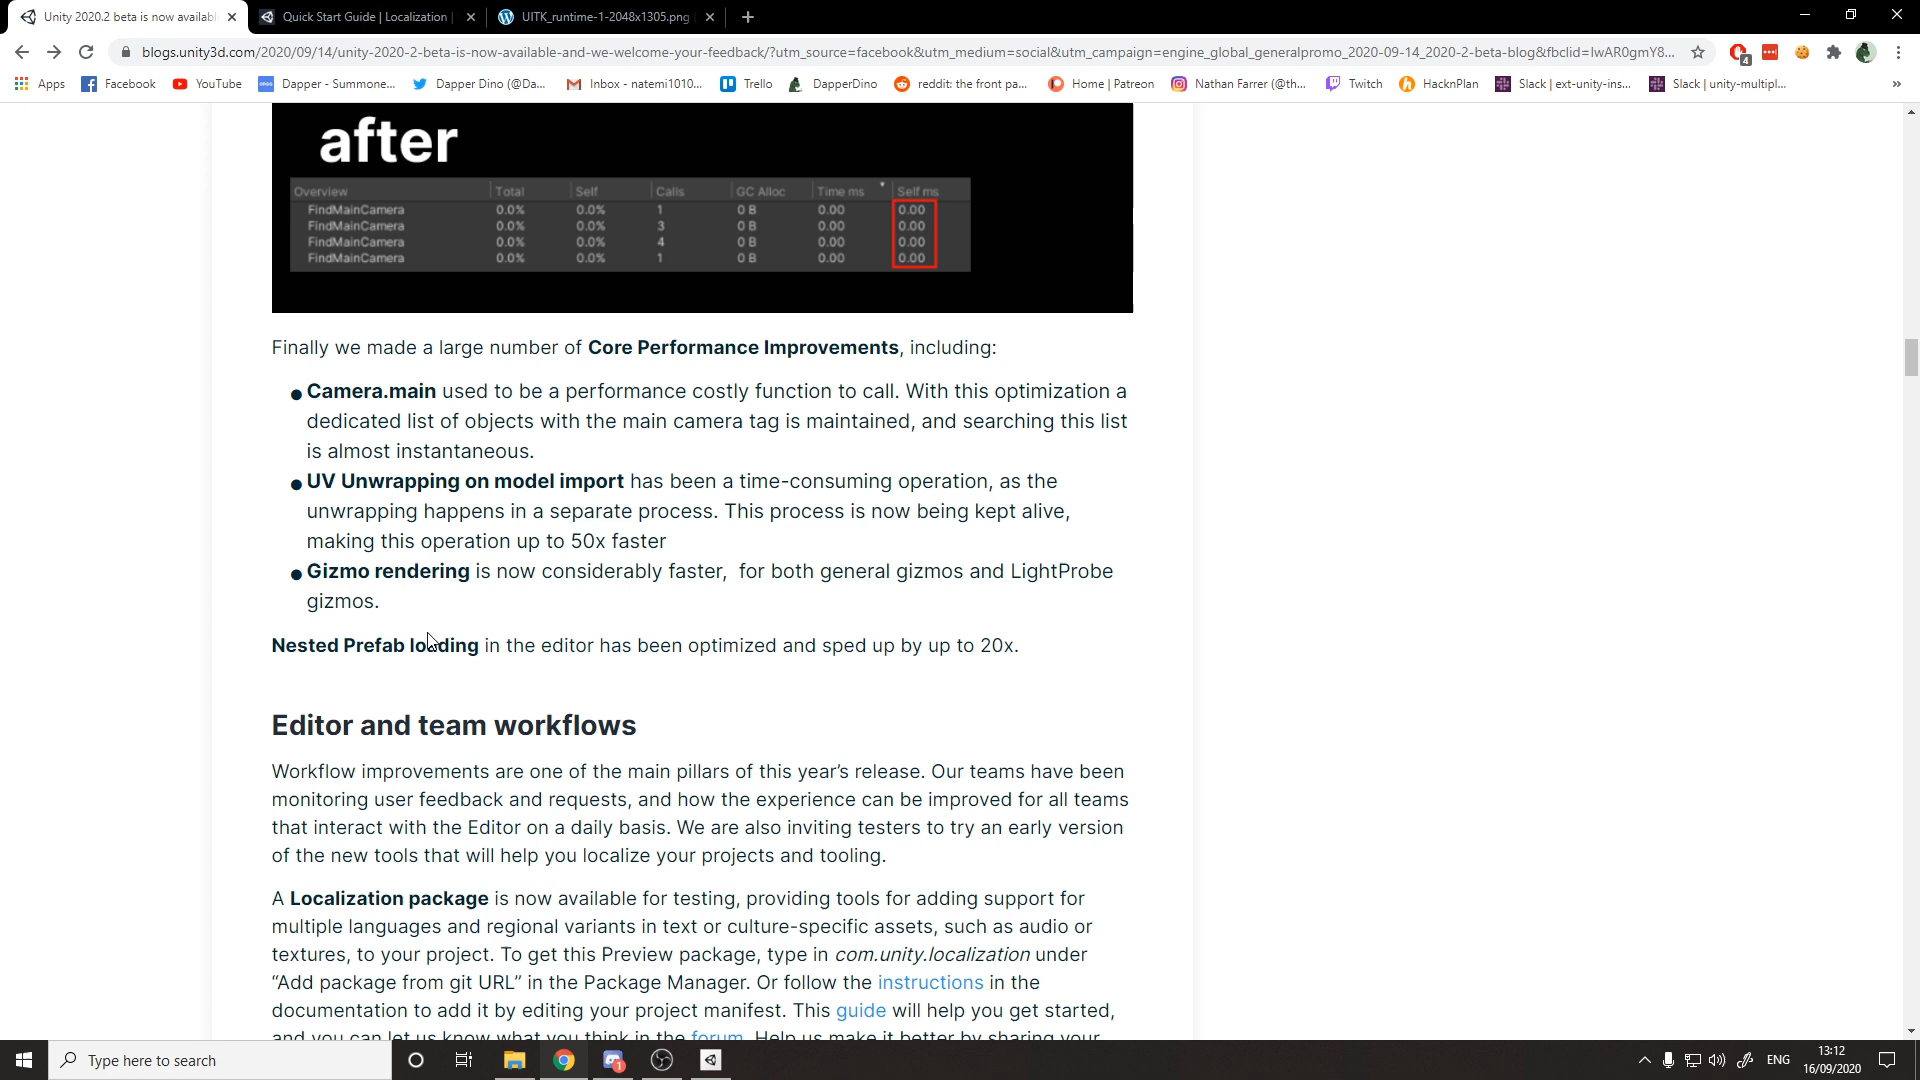 Unity 2020.2 beta is now availabl
Quick Start Guide | Localization |
UITK_runtime-1-2048x1305.png
blogs.unity3d.com/2020/09/14/unity-2020-2-beta-is-now-available-and-we-welcome-your-feedback/?utm_source=facebook&utm_medium=social&utm_campaign=engine_global_generalpromo_2020-09-14_2020-2-beta-blog&fbclid=IwAR0gmY8...
4
Apps Facebook YouTube Dapper - Summone... Dapper Dino (@Da... Inbox - natemi1010... Trello DapperDino reddit: the front pa... Home | Patreon Nathan Farrer (@th... Twitch HacknPlan Slack | ext-unity-ins... Slack | unity-multipl... »
after
Overview Total Self Calls GC Alloc Time ms Self ms
FindMainCamera 0.0% 0.0% 1 0 B 0.00 0.00
FindMainCamera 0.0% 0.0% 3 0 B 0.00 0.00
FindMainCamera 0.0% 0.0% 4 0 B 0.00 0.00
FindMainCamera 0.0% 0.0% 1 0 B 0.00 0.00
Finally we made a large number of Core Performance Improvements, including:
● Camera.main used to be a performance costly function to call. With this optimization a
dedicated list of objects with the main camera tag is maintained, and searching this list
is almost instantaneous.
● UV Unwrapping on model import has been a time-consuming operation, as the
unwrapping happens in a separate process. This process is now being kept alive,
making this operation up to 50x faster
● Gizmo rendering is now considerably faster, for both general gizmos and LightProbe
gizmos.
Nested Prefab loading in the editor has been optimized and sped up by up to 20x.
Editor and team workflows
Workflow improvements are one of the main pillars of this year's release. Our teams have been
monitoring user feedback and requests, and how the experience can be improved for all teams
that interact with the Editor on a daily basis. We are also inviting testers to try an early version
of the new tools that will help you localize your projects and tooling.
A Localization package is now available for testing, providing tools for adding support for
multiple languages and regional variants in text or culture-specific assets, such as audio or
textures, to your project. To get this Preview package, type in com.unity.localization under
“Add package from git URL” in the Package Manager. Or follow the instructions in the
documentation to add it by editing your project manifest. This guide will help you get started,
and you can let us know what you think in the forum. Help us make it better by sharing your
Type here to search
1
ENG
13:12
16/09/2020